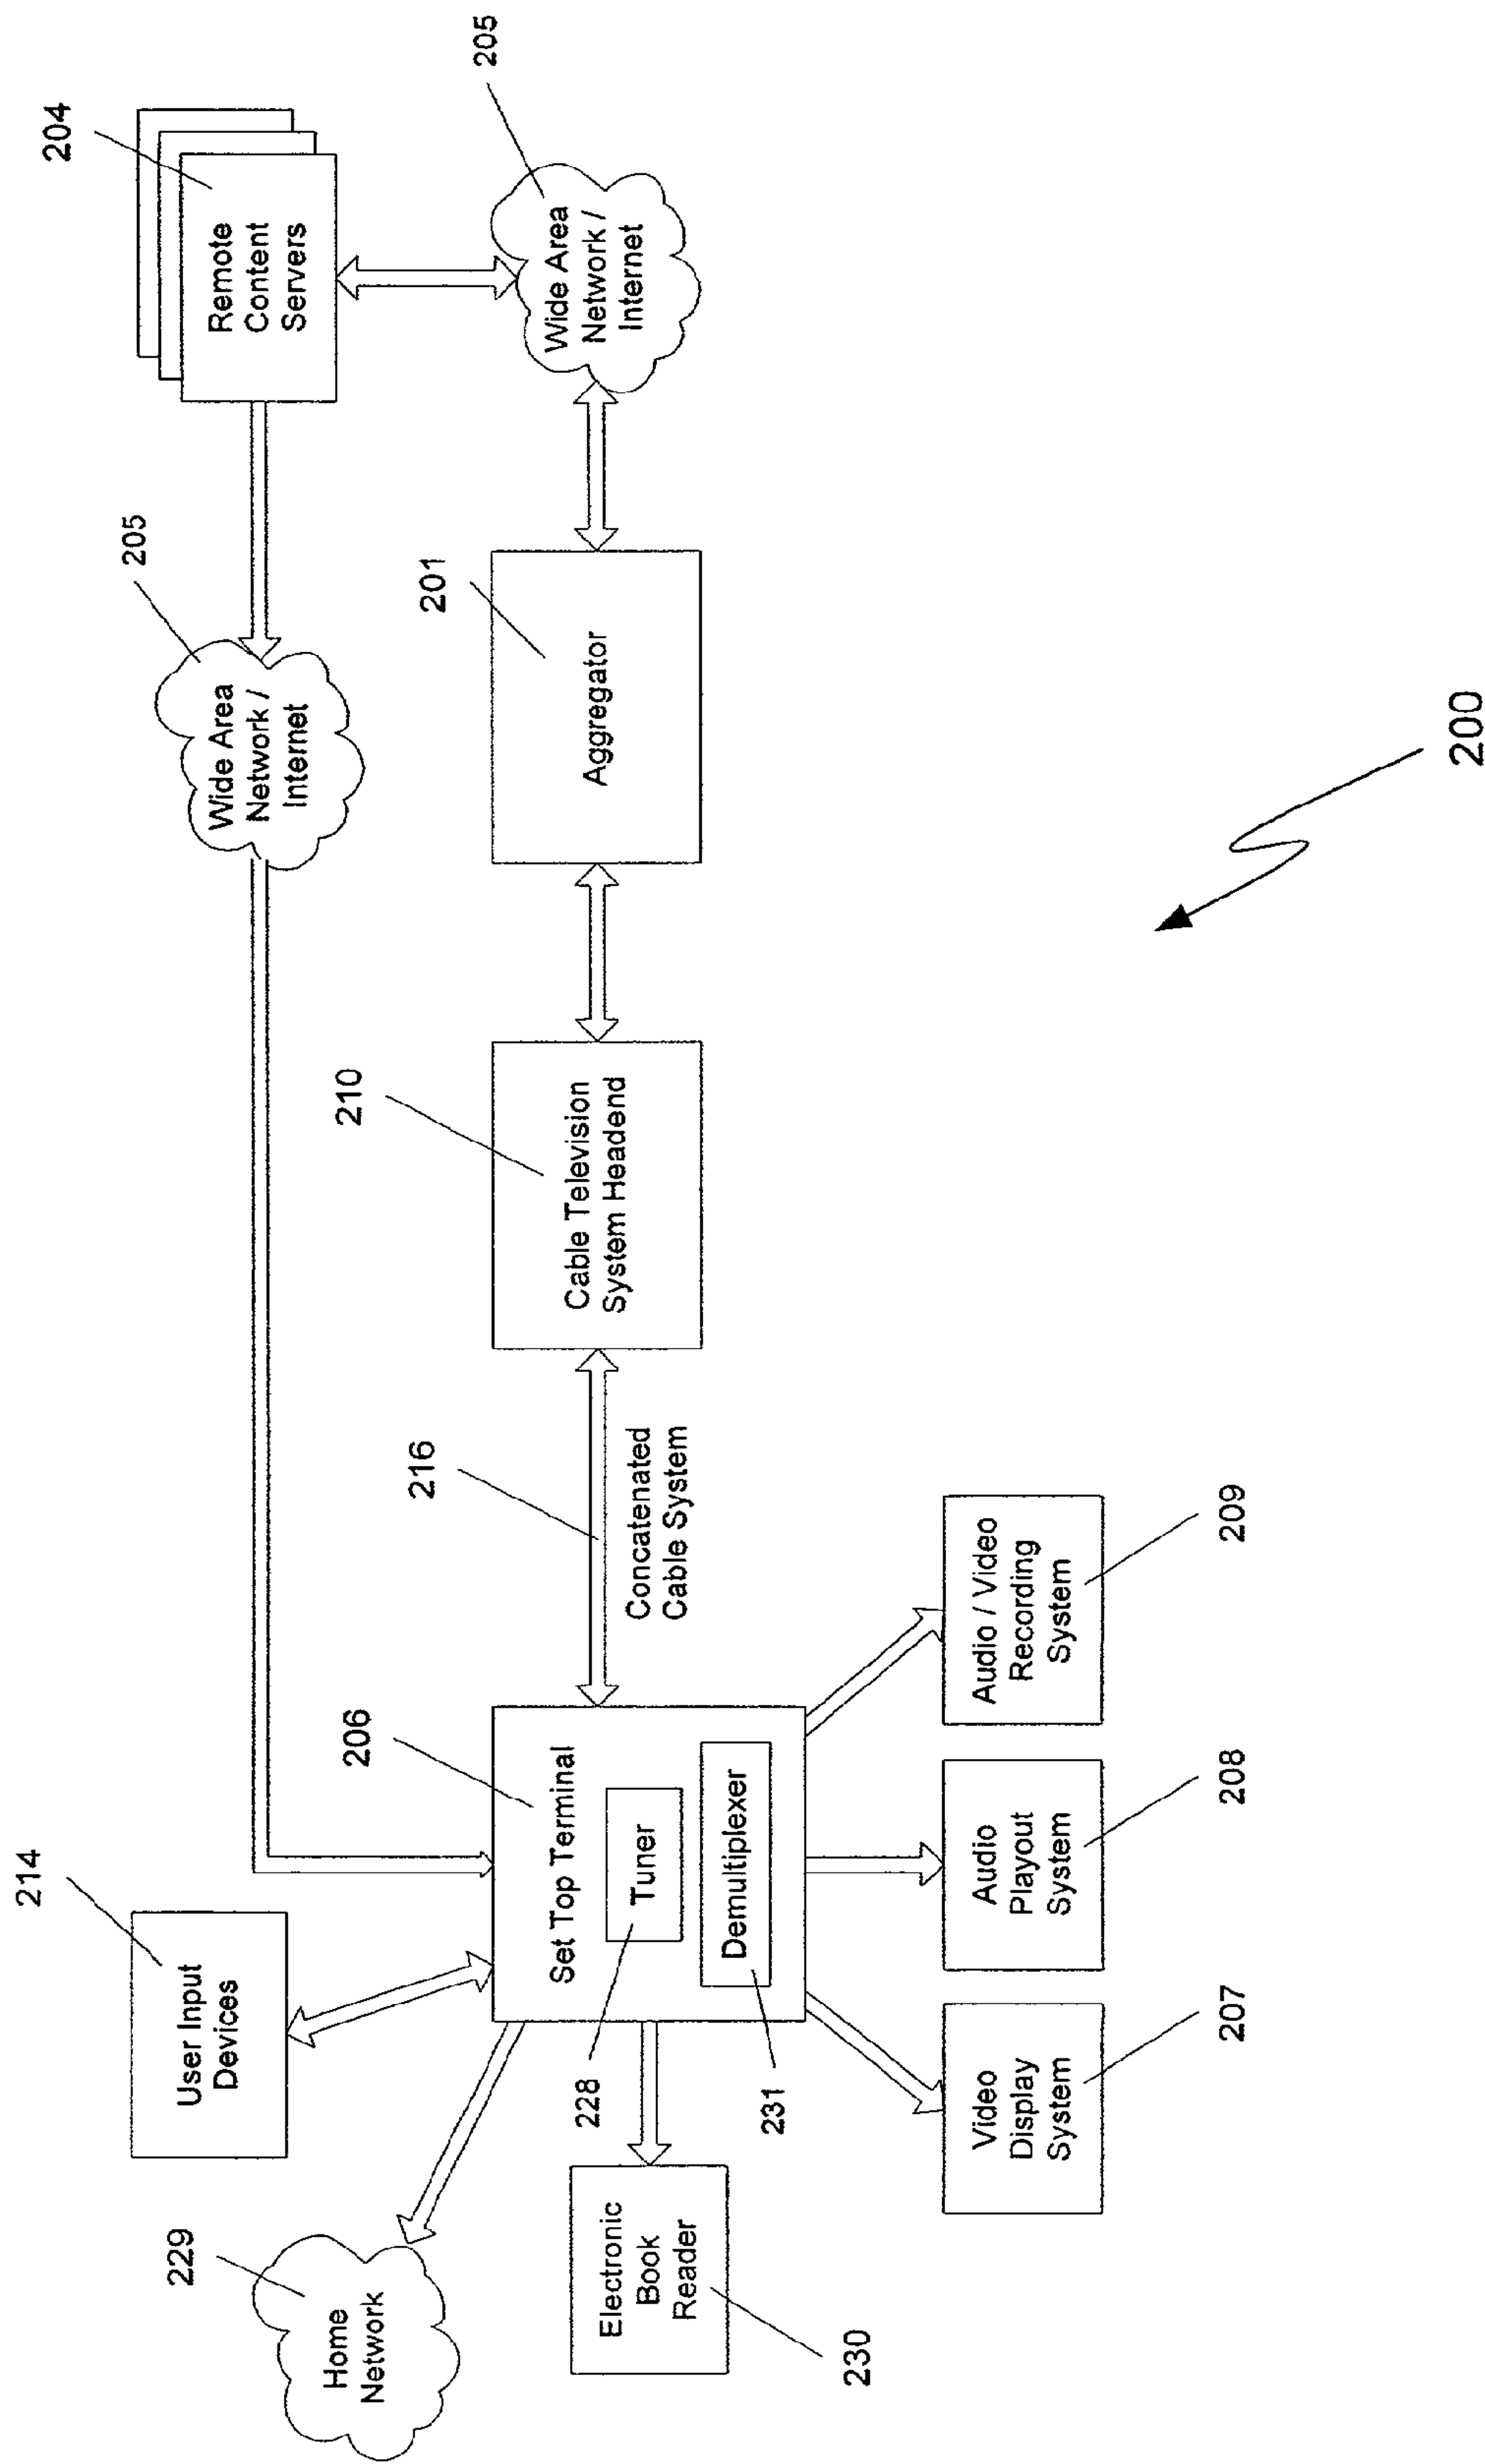 204
Remote
Content
Servers
205
Wide Area
Network /
Internet
205
Wide Area
Network /
Internet
201
Aggregator
210
Cable Television
System Headend
216
Concatenated
Cable System
214
User Input
Devices
206
Set Top Terminal
Tuner
228
Demultiplexer
231
229
Home
Network
Electronic
Book
Reader
230
Video
Display
System
207
Audio
Playout
System
208
Audio / Video
Recording
System
209
200